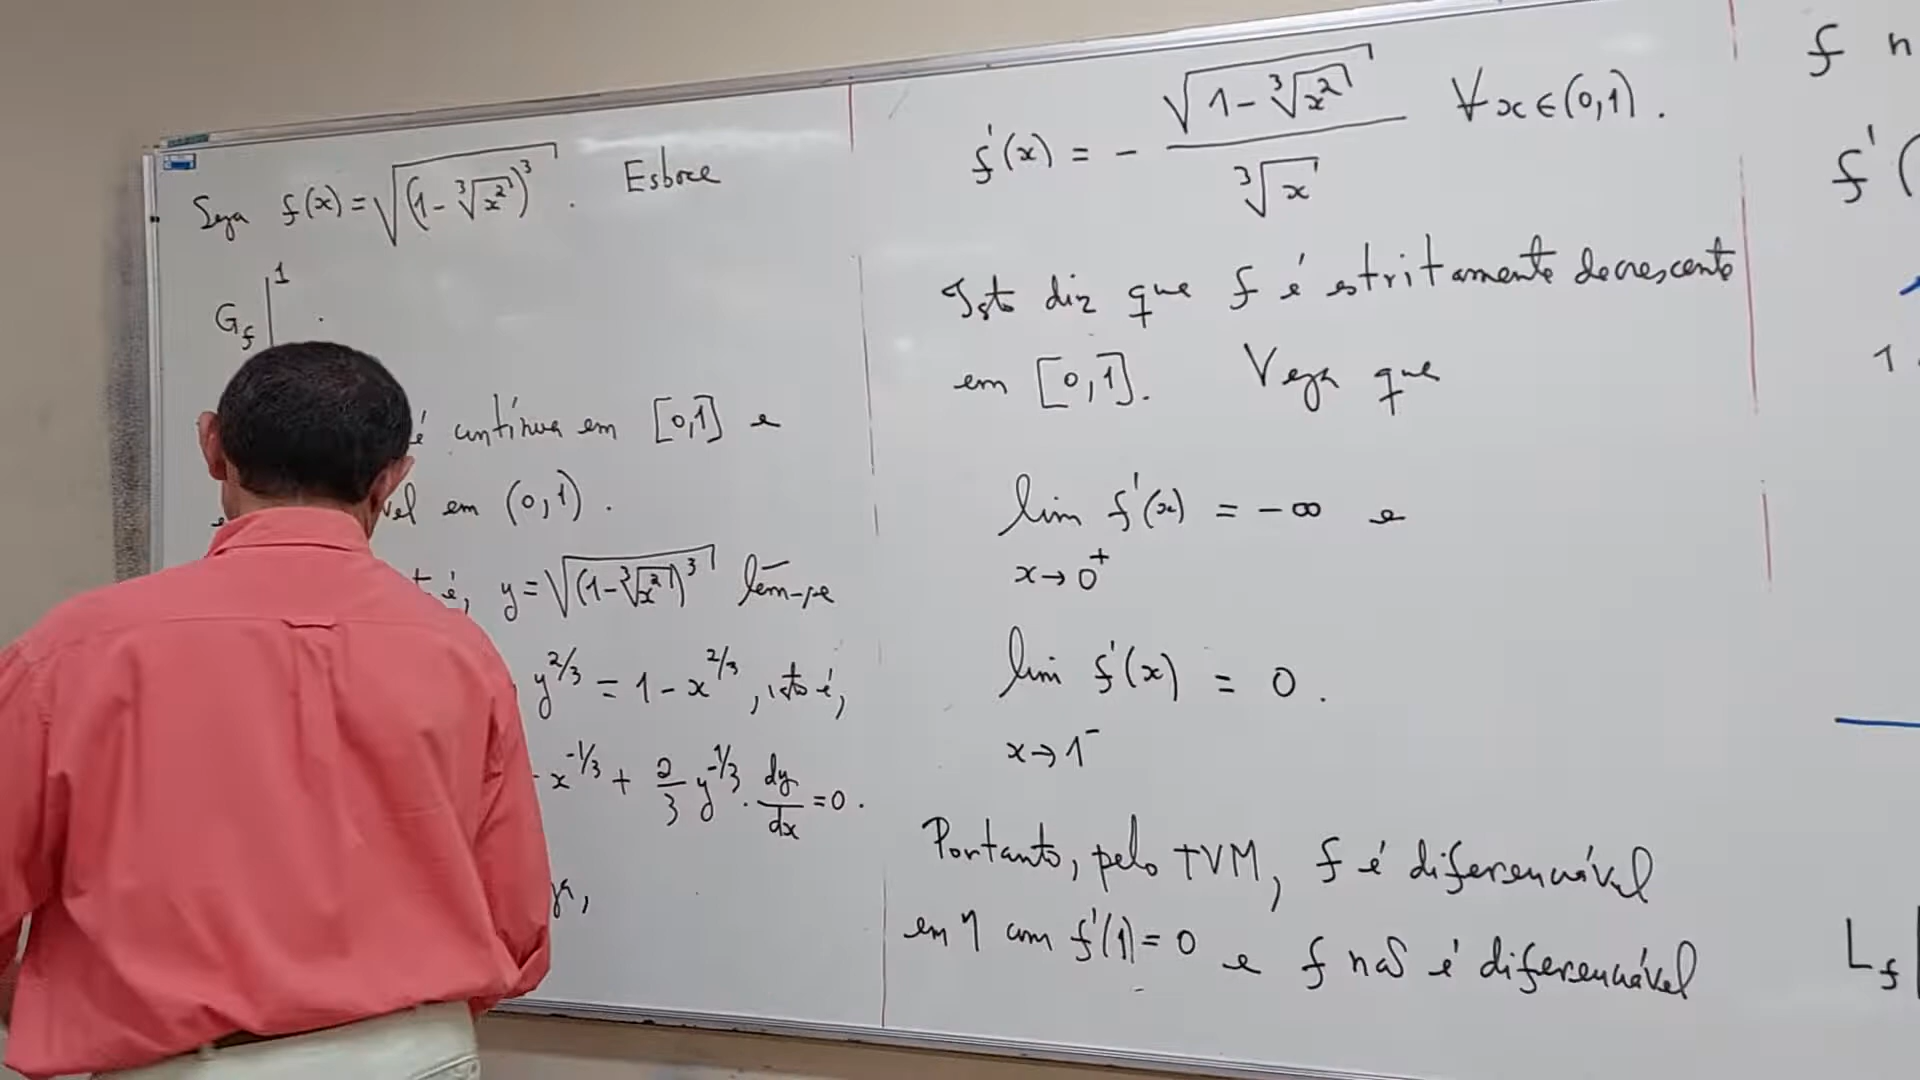 Seja f(x) = √(1 - ∛x²)³ . Esboce
G_f |¹ .
é contínua em [0,1] e
vel em (0,1) .
é, y = √(1-∛x²)³ têm-se
y^{2/3} = 1 - x^{2/3}, isto é,
x^{-1/3} + 2/3 y^{-1/3} . dy/dx = 0 .
f'(x) = - √(1 - ∛x²) / ∛x ∀x ∈ (0,1) .
Isto diz que f é estritamente decrescente
em [0,1]. Veja que
lim f'(x) = -∞ e
x→0⁺
lim f'(x) = 0 .
x→1⁻
Portanto, pelo TVM, f é diferenciável
em 1 com f'(1) = 0 e f não é diferenciável
f n
f'(
1
L_f